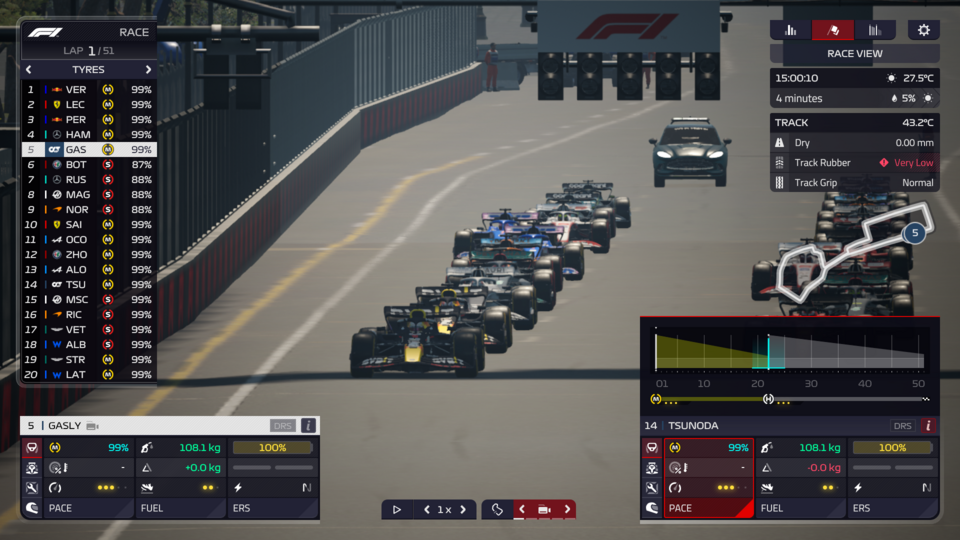 F1 RACE
LAP 1 / 51
TYRES
1 VER M 99%
2 LEC M 99%
3 PER M 99%
4 HAM M 99%
5 GAS M 99%
6 BOT S 87%
7 RUS S 88%
8 MAG S 88%
9 NOR S 88%
10 SAI M 99%
11 OCO M 99%
12 ZHO M 99%
13 ALO M 99%
14 TSU M 99%
15 MSC S 99%
16 RIC S 99%
17 VET S 99%
18 ALB S 99%
19 STR M 99%
20 LAT M 99%
F1
RACE VIEW
15:00:10 27.5°C
4 minutes 5%
TRACK 43.2°C
Dry 0.00 mm
Track Rubber Very Low
Track Grip Normal
5
01 10 20 30 40 50
M H
5 GASLY DRS i
M 99% 108.1 kg 100%
- +0.0 kg
N
PACE FUEL ERS
1x
14 TSUNODA DRS i
M 99% 108.1 kg 100%
- -0.0 kg
N
PACE FUEL ERS